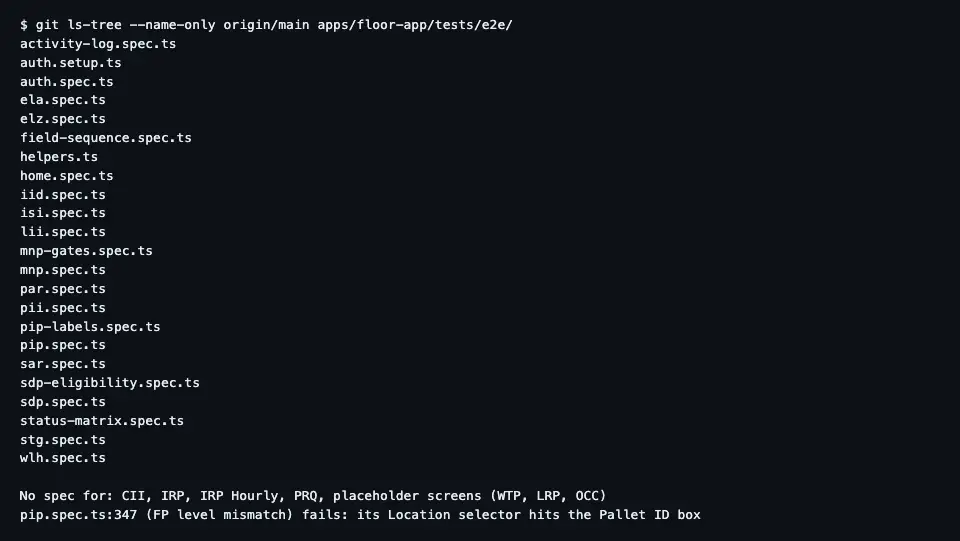 $ git ls-tree --name-only origin/main apps/floor-app/tests/e2e/
activity-log.spec.ts
auth.setup.ts
auth.spec.ts
ela.spec.ts
elz.spec.ts
field-sequence.spec.ts
helpers.ts
home.spec.ts
iid.spec.ts
isi.spec.ts
lii.spec.ts
mnp-gates.spec.ts
mnp.spec.ts
par.spec.ts
pii.spec.ts
pip-labels.spec.ts
pip.spec.ts
sar.spec.ts
sdp-eligibility.spec.ts
sdp.spec.ts
status-matrix.spec.ts
stg.spec.ts
wlh.spec.ts
No spec for: CII, IRP, IRP Hourly, PRQ, placeholder screens (WTP, LRP, OCC)
pip.spec.ts:347 (FP level mismatch) fails: its Location selector hits the Pallet ID box